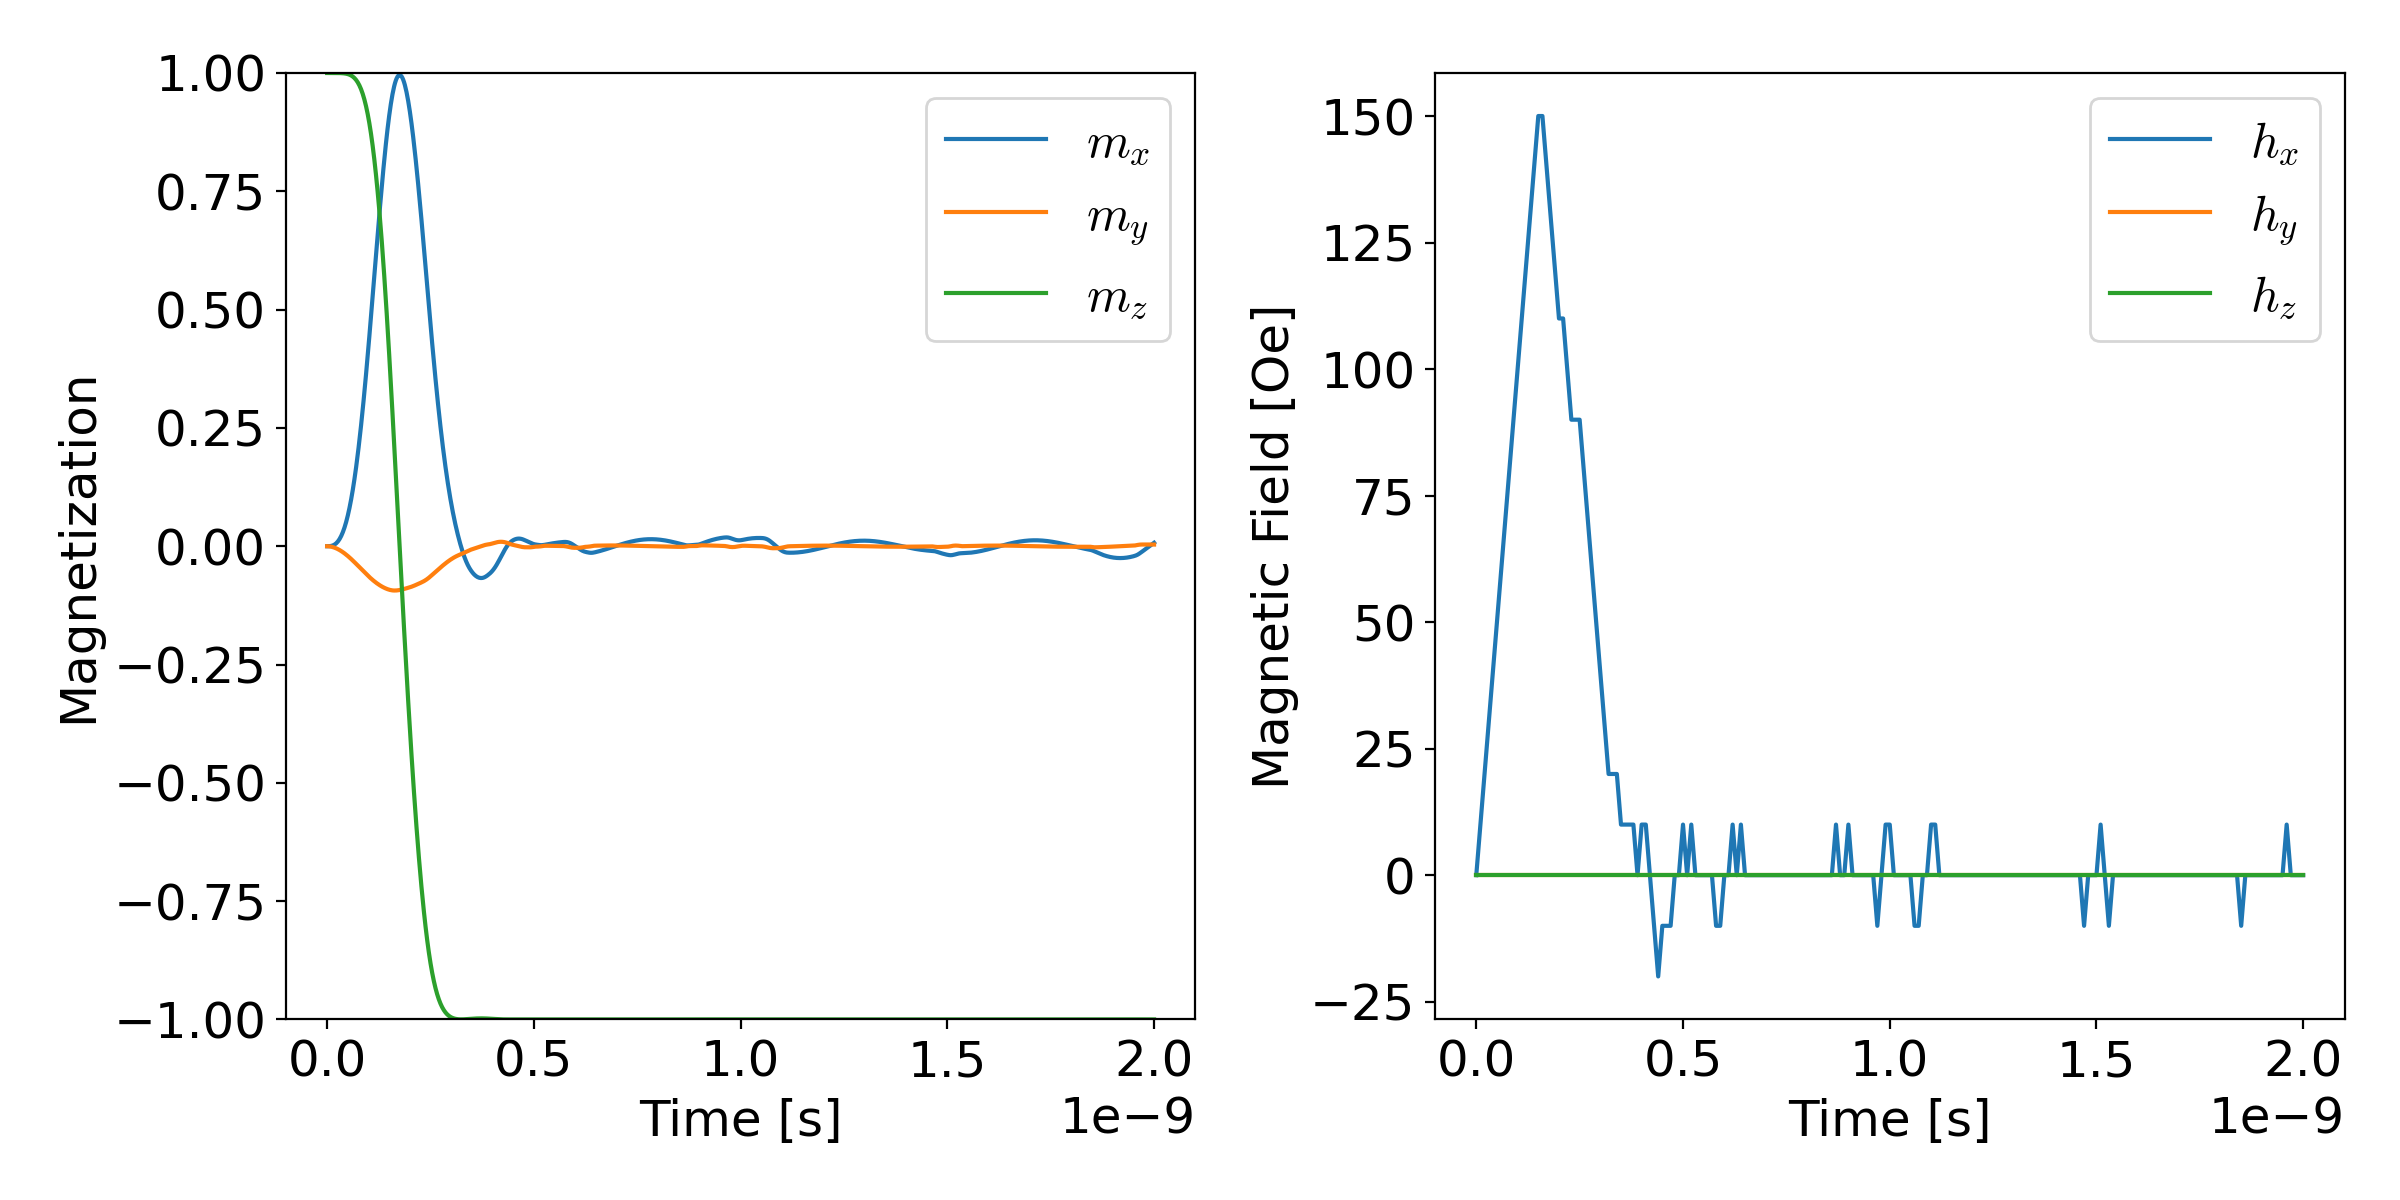 Magnetization
1.00
0.75
0.50
0.25
0.00
−0.25
−0.50
−0.75
−1.00
0.0 0.5 1.0 1.5 2.0
Time [s]
1e−9
m_x
m_y
m_z
Magnetic Field [Oe]
150
125
100
75
50
25
0
−25
0.0 0.5 1.0 1.5 2.0
Time [s]
1e−9
h_x
h_y
h_z